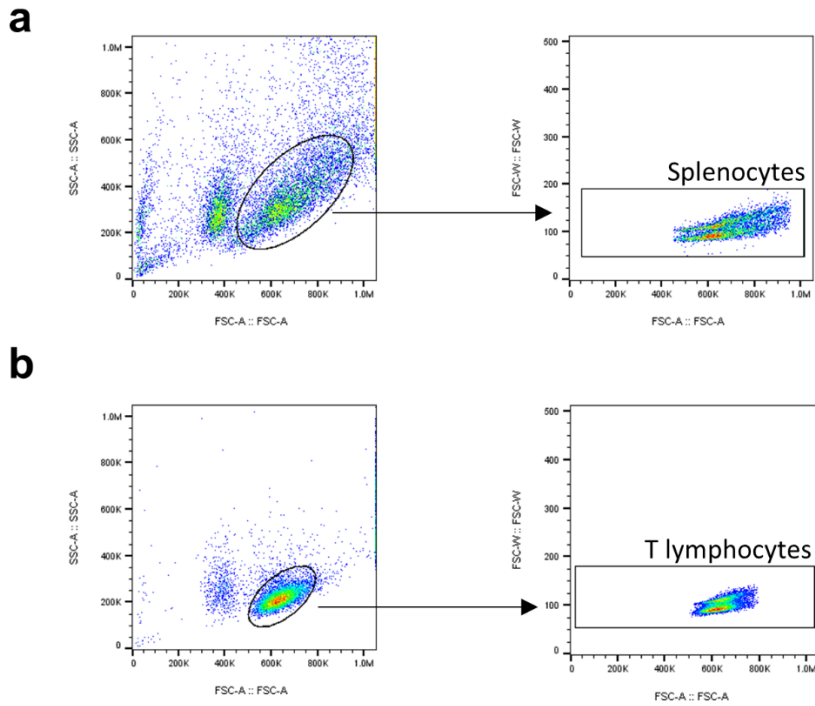 a
1.0M
800K
600K
400K
200K
0
SSC-A :: SSC-A
0 200K 400K 600K 800K 1.0M
FSC-A :: FSC-A
500
400
300
200
100
0
FSC-W :: FSC-W
Splenocytes
0 200K 400K 600K 800K 1.0M
FSC-A :: FSC-A
b
1.0M
800K
600K
400K
200K
0
SSC-A :: SSC-A
0 200K 400K 600K 800K 1.0M
FSC-A :: FSC-A
500
400
300
200
100
0
FSC-W :: FSC-W
T lymphocytes
0 200K 400K 600K 800K 1.0M
FSC-A :: FSC-A